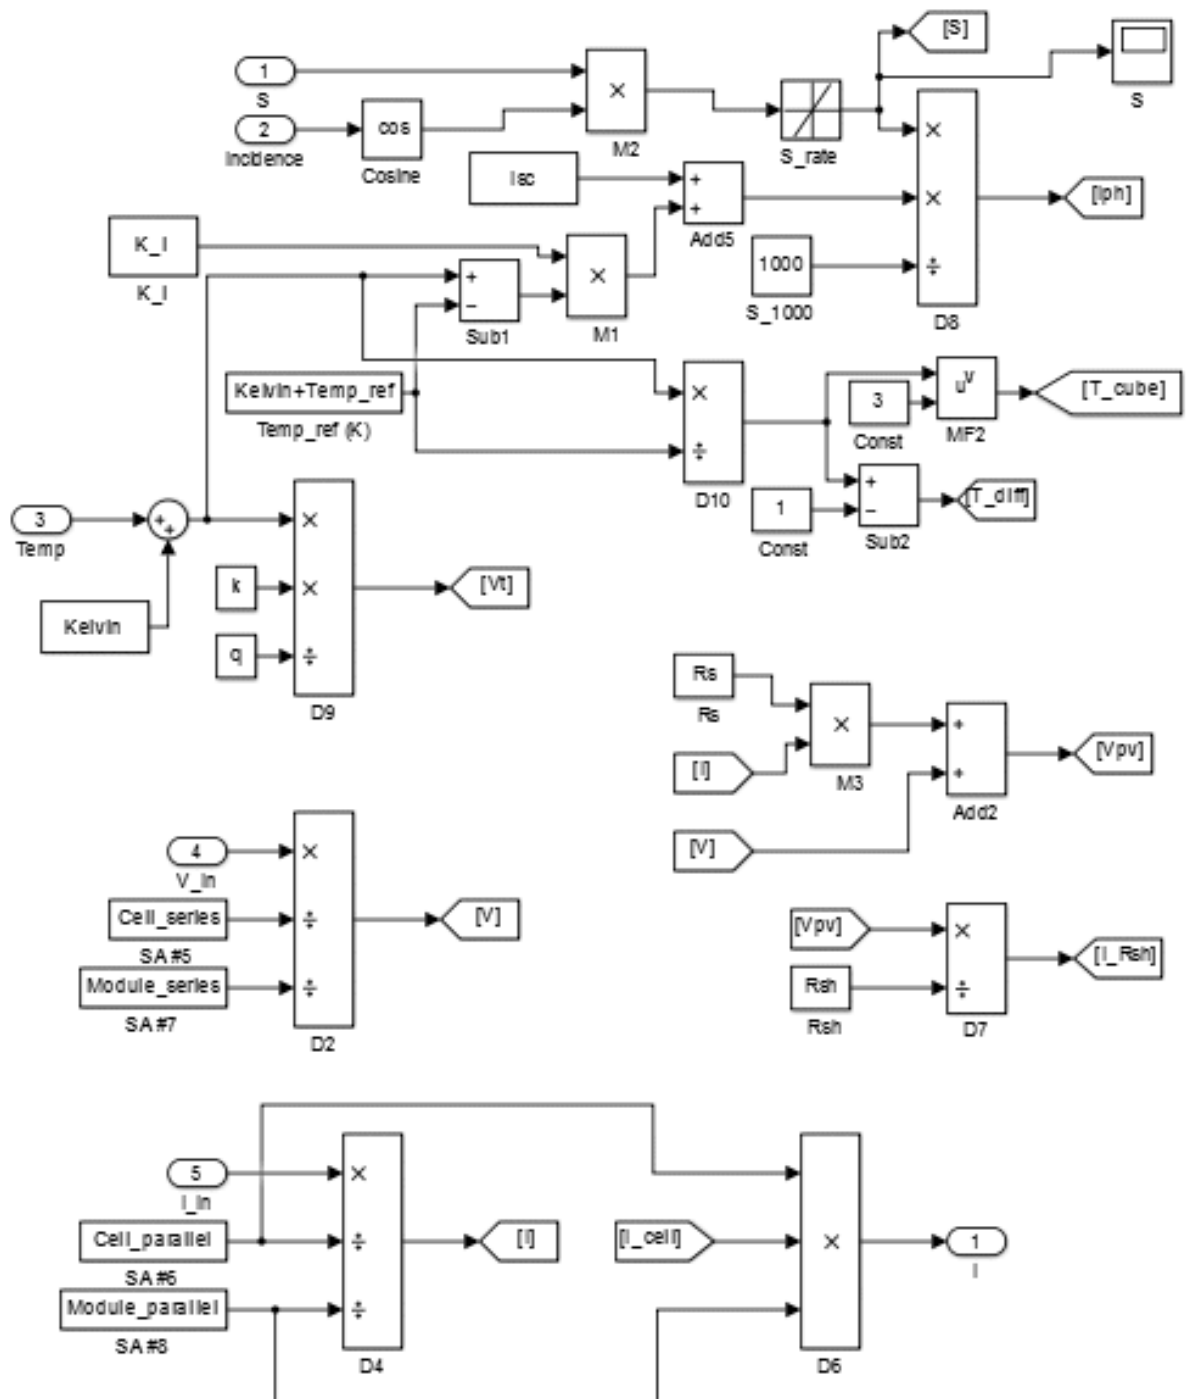 [S]
1
S
×
M2
S_rate
S
2
Incidence
cos
Cosine
Isc
+
+
Add5
×
×
÷
D8
[Iph]
K_I
K_I
+
−
Sub1
×
M1
1000
S_1000
Kelvin+Temp_ref
Temp_ref (K)
×
÷
D10
3
Const
u^v
MF2
[T_cube]
1
Const
+
−
Sub2
[T_diff]
3
Temp
+
+
Kelvin
k
q
×
×
÷
D9
[Vt]
Rs
Rs
[I]
×
M3
[V]
+
+
Add2
[Vpv]
4
V_in
Cell_series
SA#5
Module_series
SA#7
×
÷
÷
D2
[V]
[Vpv]
Rsh
Rsh
×
÷
D7
[I_Rsh]
5
I_in
Cell_parallel
SA#6
Module_parallel
SA#8
×
÷
÷
D4
[I]
[I_cell]
×
D6
1
I